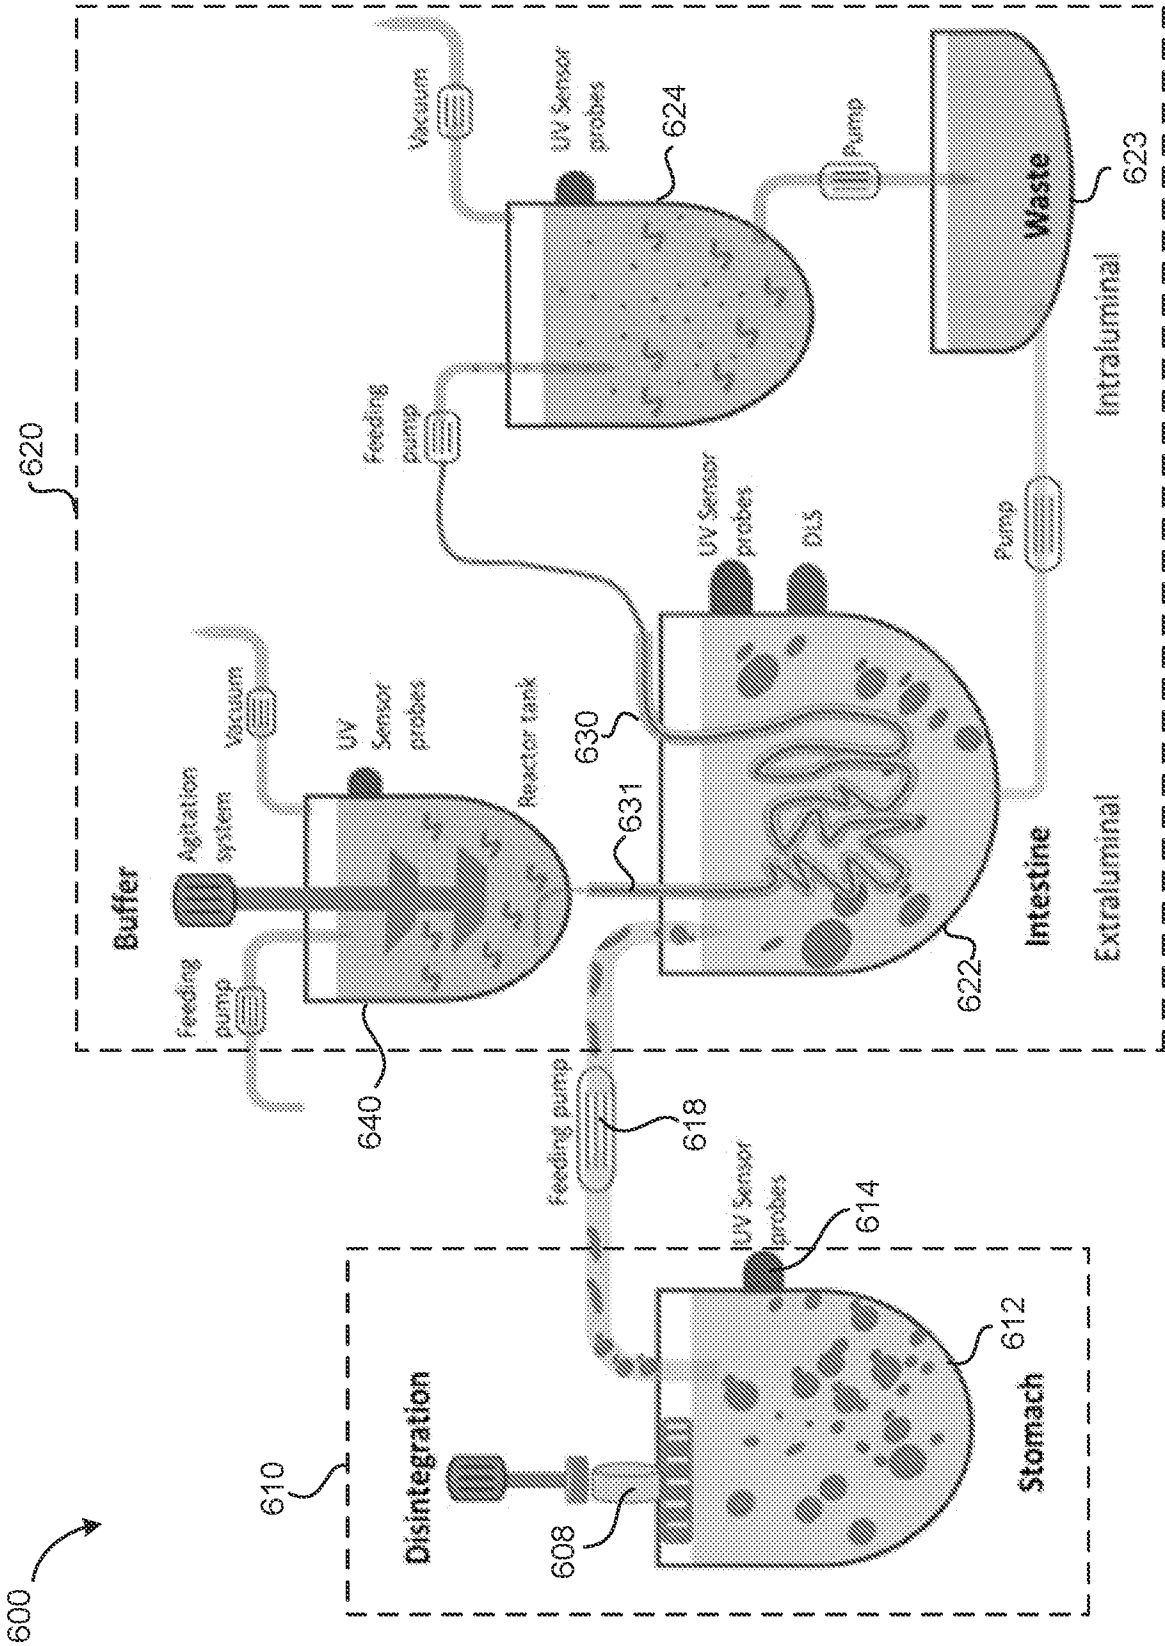 600
610
Disintegration
608
Stomach
612
614
UV Sensor
probes
Feeding pump
618
620
Buffer
Feeding
pump
Agitation
system
Vacuum
UV
Sensor
probes
Reactor tank
640
631
630
622
Intestine
Extraluminal
UV Sensor
probes
DLS
Feeding
pump
Vacuum
UV Sensor
probes
624
Pump
Pump
Waste
623
Intraluminal